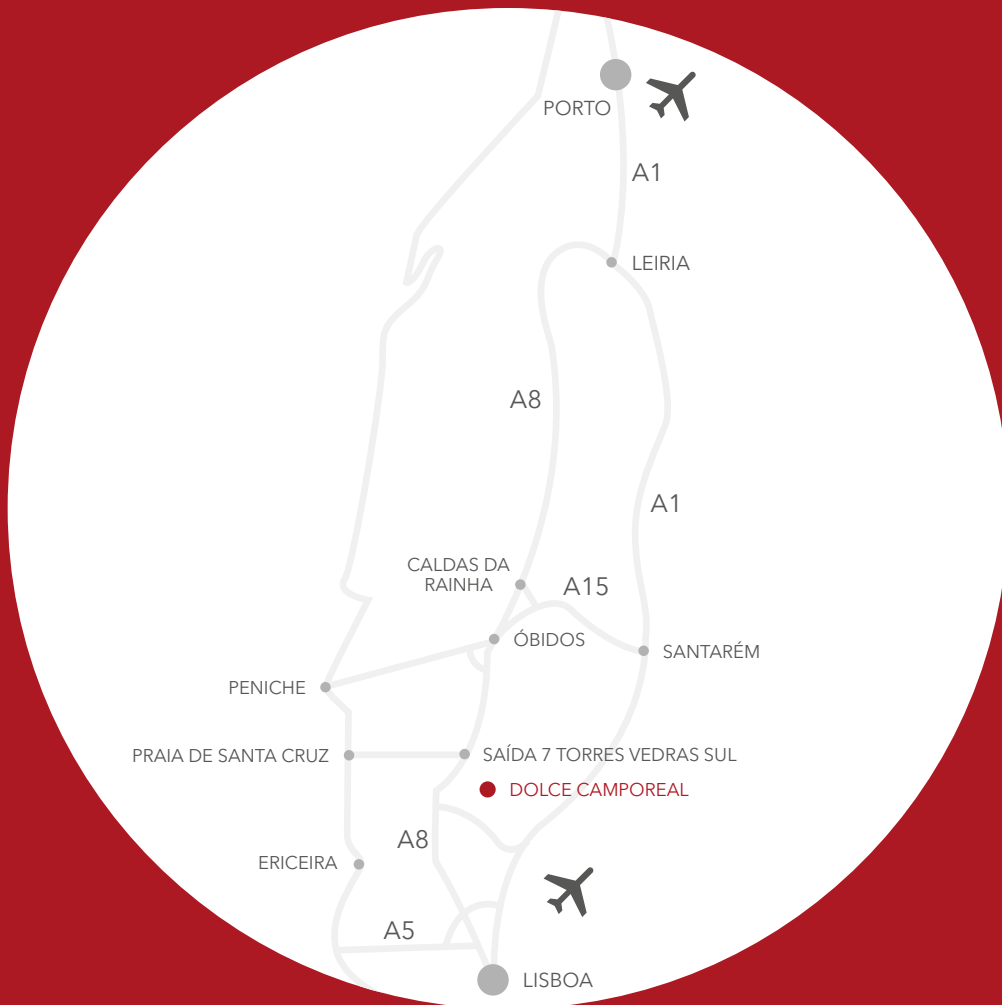 PORTO
A1
LEIRIA
A8
A1
CALDAS DA
RAINHA
A15
ÓBIDOS
SANTARÉM
PENICHE
PRAIA DE SANTA CRUZ
SAÍDA 7 TORRES VEDRAS SUL
DOLCE CAMPOREAL
A8
ERICEIRA
A5
LISBOA